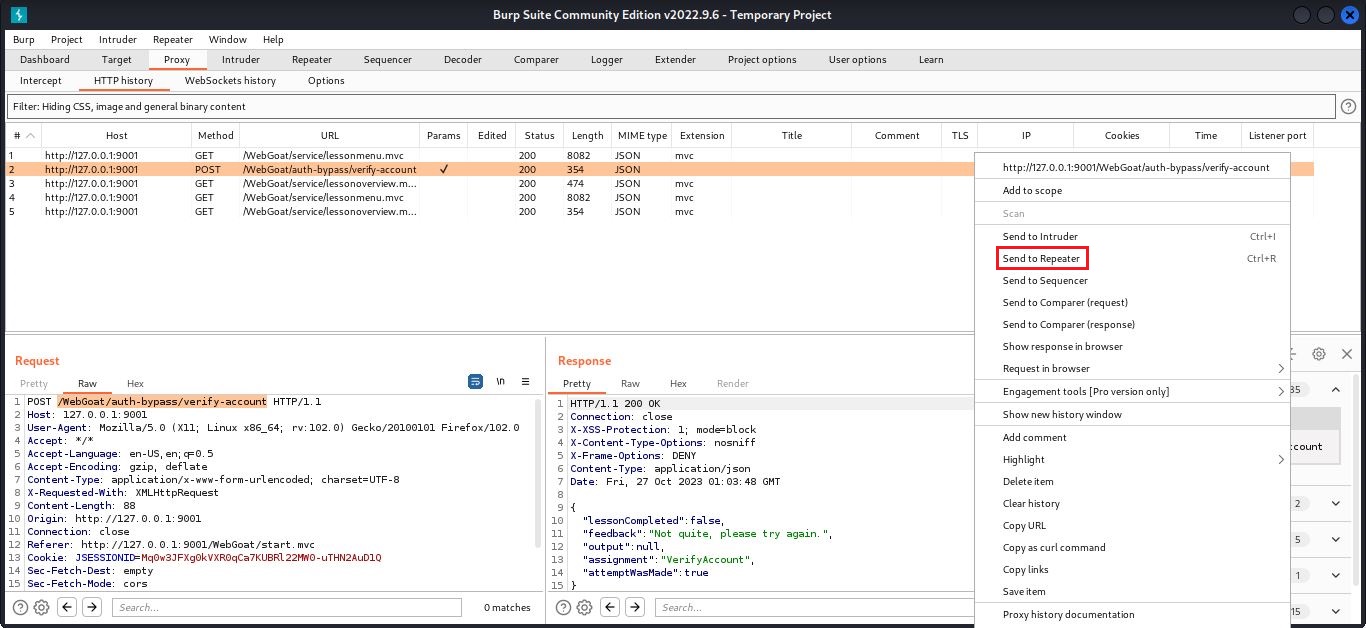 Burp Suite Community Edition v2022.9.6 - Temporary Project
Burp Project Intruder Repeater Window Help
Dashboard Target Proxy Intruder Repeater Sequencer Decoder Comparer Logger Extender Project options User options Learn
Intercept HTTP history WebSockets history Options
Filter: Hiding CSS, image and general binary content
# Host Method URL Params Edited Status Length MIME type Extension Title Comment TLS IP Cookies Time Listener port
1 http://127.0.0.1:9001 GET /WebGoat/service/lessonmenu.mvc 200 8082 JSON mvc
2 http://127.0.0.1:9001 POST /WebGoat/auth-bypass/verify-account ✓ 200 354 JSON
3 http://127.0.0.1:9001 GET /WebGoat/service/lessonoverview.m... 200 474 JSON mvc
4 http://127.0.0.1:9001 GET /WebGoat/service/lessonmenu.mvc 200 8082 JSON mvc
5 http://127.0.0.1:9001 GET /WebGoat/service/lessonoverview.m... 200 354 JSON mvc
http://127.0.0.1:9001/WebGoat/auth-bypass/verify-account
Add to scope
Scan
Send to Intruder Ctrl+I
Send to Repeater Ctrl+R
Send to Sequencer
Send to Comparer (request)
Send to Comparer (response)
Show response in browser
Request in browser
Engagement tools [Pro version only]
Show new history window
Add comment
Highlight
Delete item
Clear history
Copy URL
Copy as curl command
Copy links
Save item
Proxy history documentation
Request
Pretty Raw Hex
\n
1 POST /WebGoat/auth-bypass/verify-account HTTP/1.1
2 Host: 127.0.0.1:9001
3 User-Agent: Mozilla/5.0 (X11; Linux x86_64; rv:102.0) Gecko/20100101 Firefox/102.0
4 Accept: */*
5 Accept-Language: en-US,en;q=0.5
6 Accept-Encoding: gzip, deflate
7 Content-Type: application/x-www-form-urlencoded; charset=UTF-8
8 X-Requested-With: XMLHttpRequest
9 Content-Length: 88
10 Origin: http://127.0.0.1:9001
11 Connection: close
12 Referer: http://127.0.0.1:9001/WebGoat/start.mvc
13 Cookie: JSESSIONID=Mq0w3JFXg0kVXR0qCa7KUBRl22MW0-uTHN2AuD1Q
14 Sec-Fetch-Dest: empty
15 Sec-Fetch-Mode: cors
Search...
0 matches
Response
Pretty Raw Hex Render
1 HTTP/1.1 200 OK
2 Connection: close
3 X-XSS-Protection: 1; mode=block
4 X-Content-Type-Options: nosniff
5 X-Frame-Options: DENY
6 Content-Type: application/json
7 Date: Fri, 27 Oct 2023 01:03:48 GMT
8
9 {
10 "lessonCompleted":false,
11 "feedback":"Not quite, please try again.",
12 "output":null,
13 "assignment":"VerifyAccount",
14 "attemptWasMade":true
15 }
Search...
35
count
2
5
1
15